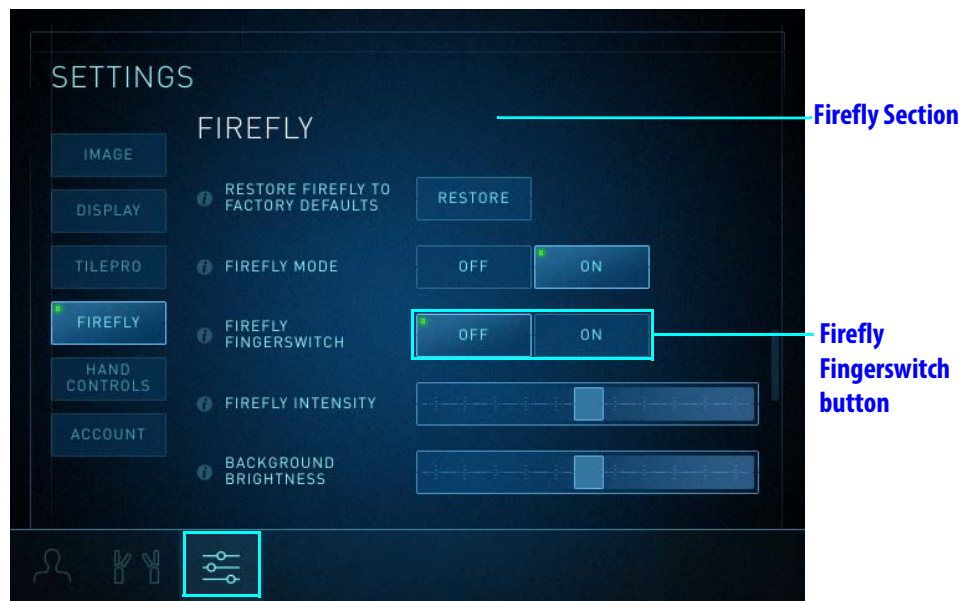 SETTINGS
FIREFLY
Firefly Section
IMAGE
DISPLAY
TILEPRO
FIREFLY
HAND
CONTROLS
ACCOUNT
RESTORE FIREFLY TO
FACTORY DEFAULTS
RESTORE
FIREFLY MODE
OFF
ON
FIREFLY
FINGERSWITCH
OFF
ON
Firefly
Fingerswitch
button
FIREFLY INTENSITY
BACKGROUND
BRIGHTNESS